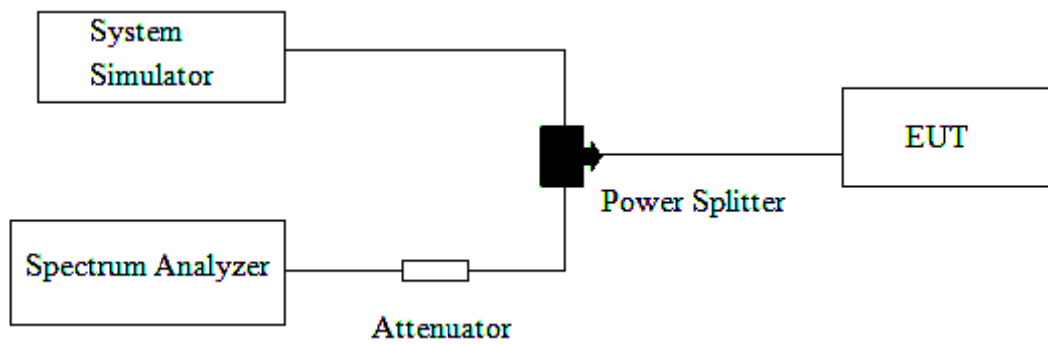 System
Simulator
EUT
Power Splitter
Spectrum Analyzer
Attenuator